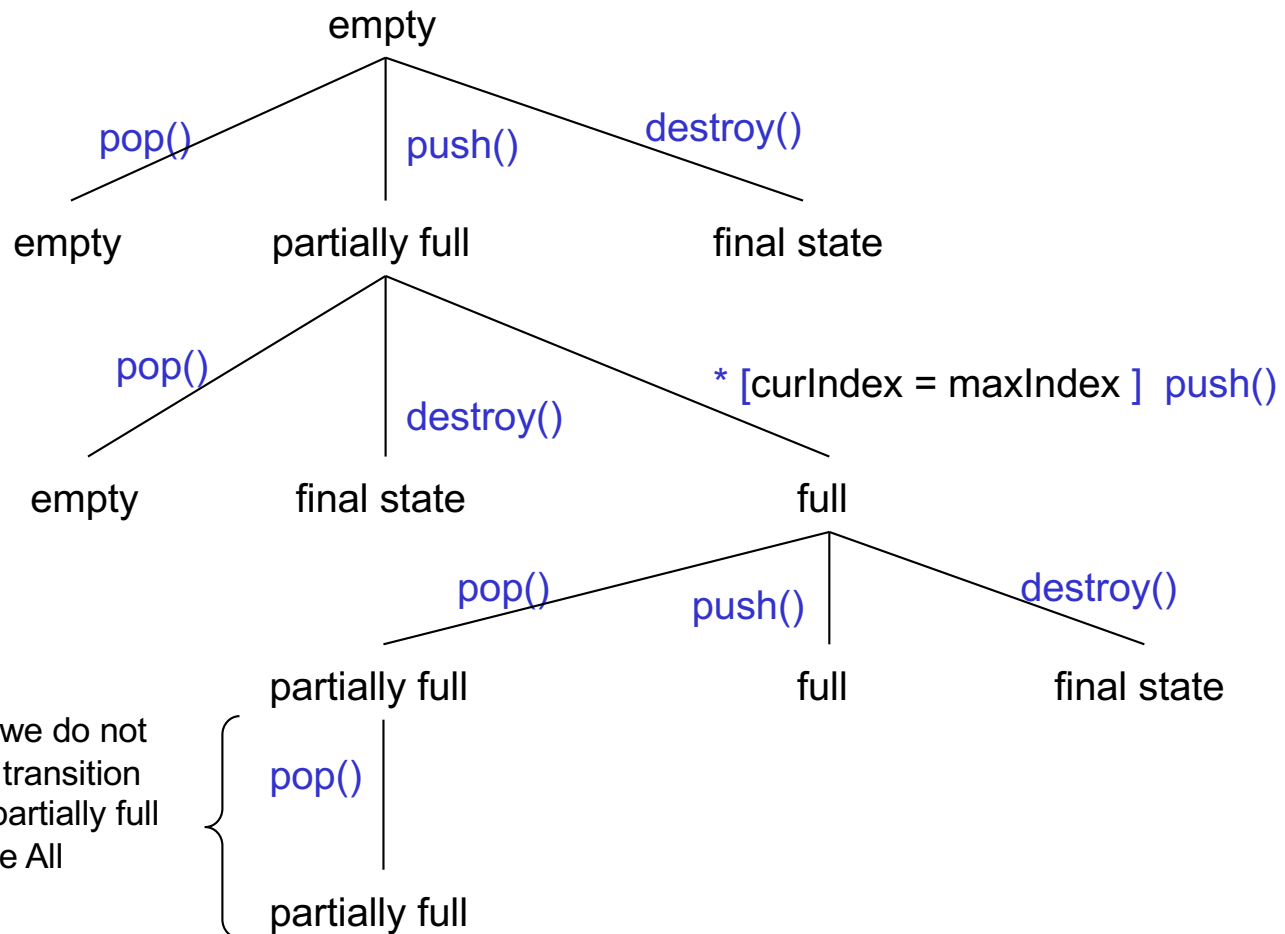 empty
pop()
push()
destroy()
empty
partially full
final state
pop()
destroy()
* [curIndex = maxIndex ] push()
empty
final state
full
pop()
push()
destroy()
partially full
full
final state
we do not
transition
partially full
e All
pop()
partially full